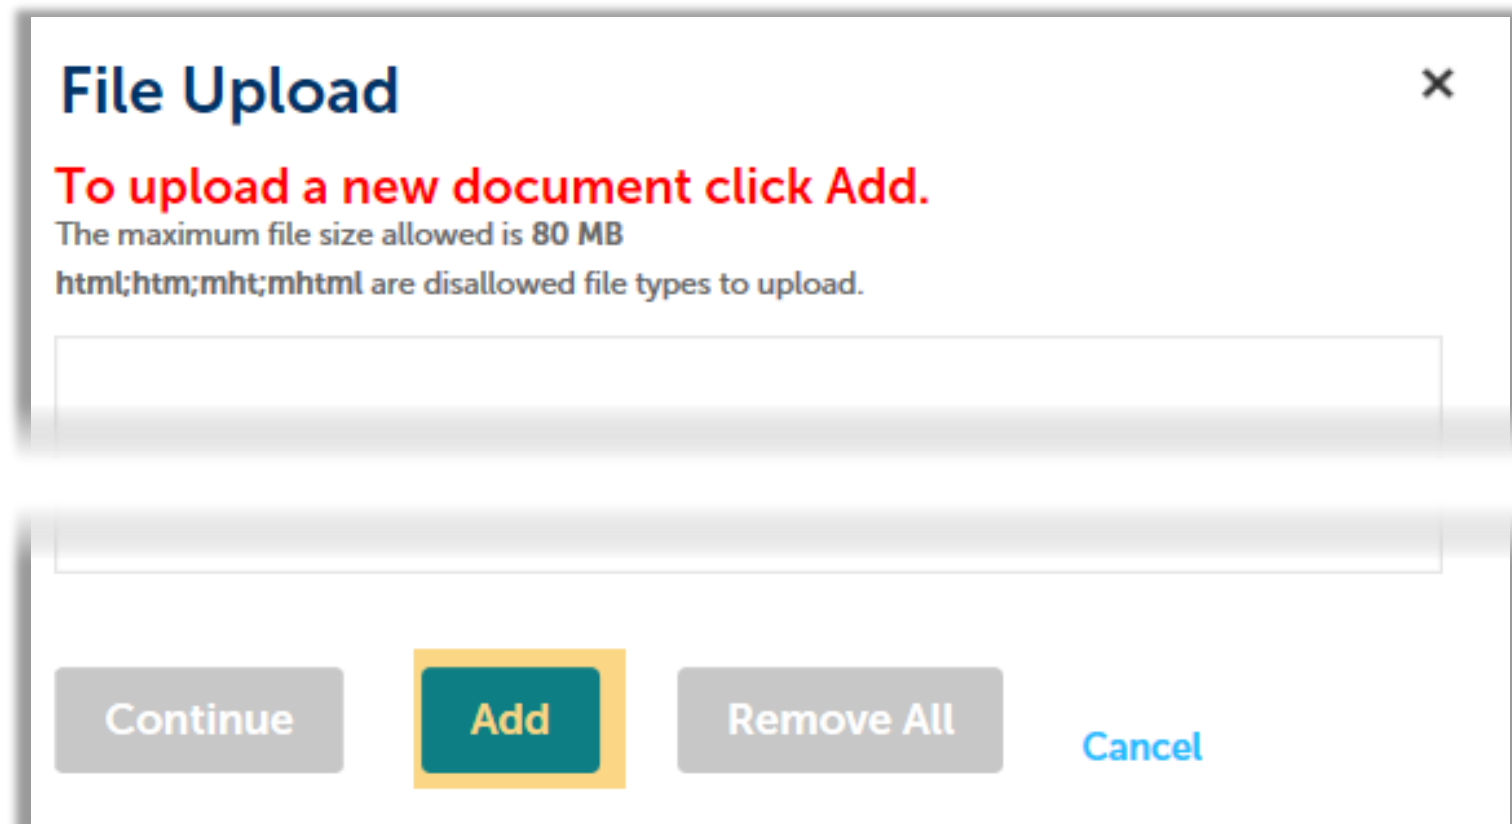 File Upload
To upload a new document click Add.
The maximum file size allowed is 80 MB
html;htm;mht;mhtml are disallowed file types to upload.
Continue
Add
Remove All
Cancel